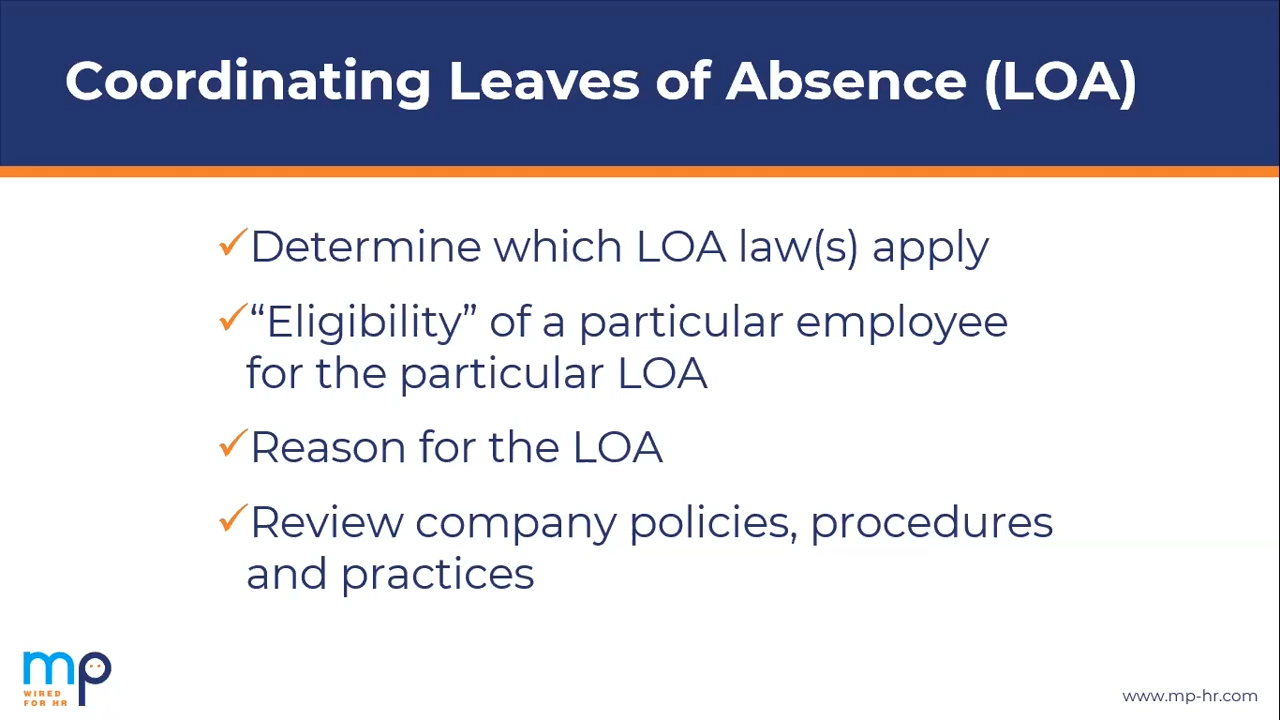 Coordinating Leaves of Absence (LOA)
✓Determine which LOA law(s) apply
✓“Eligibility” of a particular employee
for the particular LOA
✓Reason for the LOA
✓Review company policies, procedures
and practices
mp
WIRED
FOR HR
www.mp-hr.com